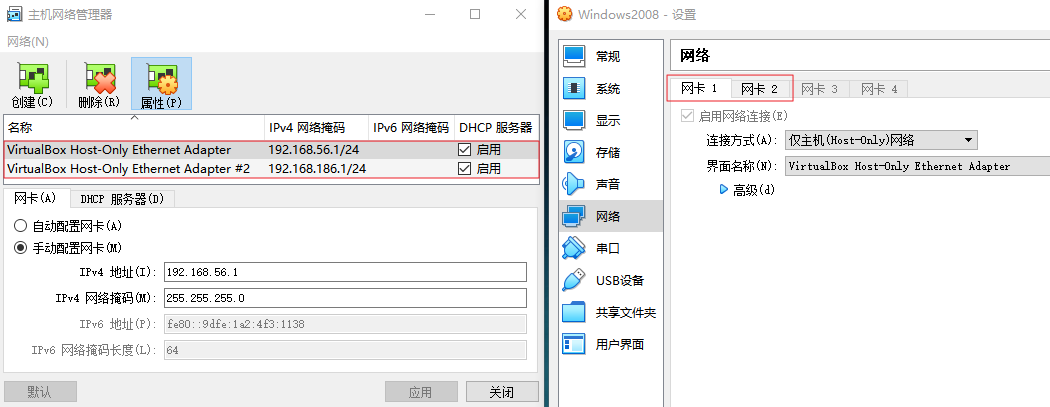 主机网络管理器
网络(N)
创建(C) 删除(R) 属性(P)
名称 IPv4 网络掩码 IPv6 网络掩码 DHCP 服务器
VirtualBox Host-Only Ethernet Adapter 192.168.56.1/24 启用
VirtualBox Host-Only Ethernet Adapter #2 192.168.186.1/24 启用
网卡(A) DHCP 服务器(D)
自动配置网卡(A)
手动配置网卡(M)
IPv4 地址(I): 192.168.56.1
IPv4 网络掩码(M): 255.255.255.0
IPv6 地址(P): fe80::9dfe:1a2:4f3:1138
IPv6 网络掩码长度(L): 64
默认 应用 关闭
Windows2008 - 设置
常规
系统
显示
存储
声音
网络
串口
USB设备
共享文件夹
用户界面
网络
网卡 1 网卡 2 网卡 3 网卡 4
启用网络连接(E)
连接方式(A): 仅主机(Host-Only)网络
界面名称(N): VirtualBox Host-Only Ethernet Adapter
高级(d)